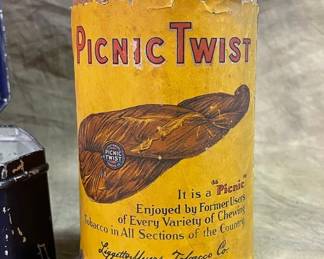 PICNIC TWIST
PICNIC
TWIST
It is a "Picnic"
Enjoyed by Former Users
of Every Variety of Chewing
Tobacco in All Sections of the Country.
Liggett & Myers Tobacco Co.